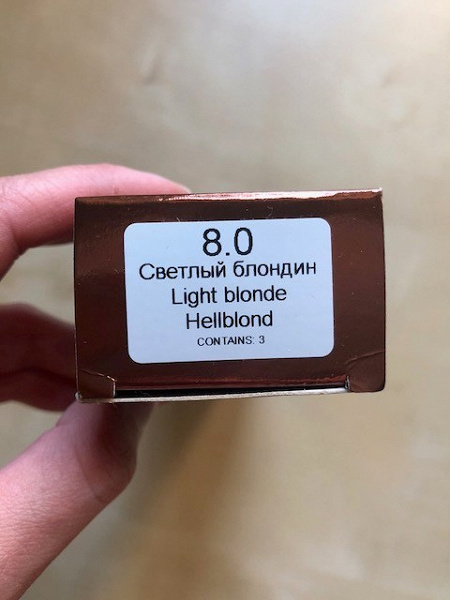 8.0
Светлый блондин
Light blonde
Hellblond
CONTAINS: 3